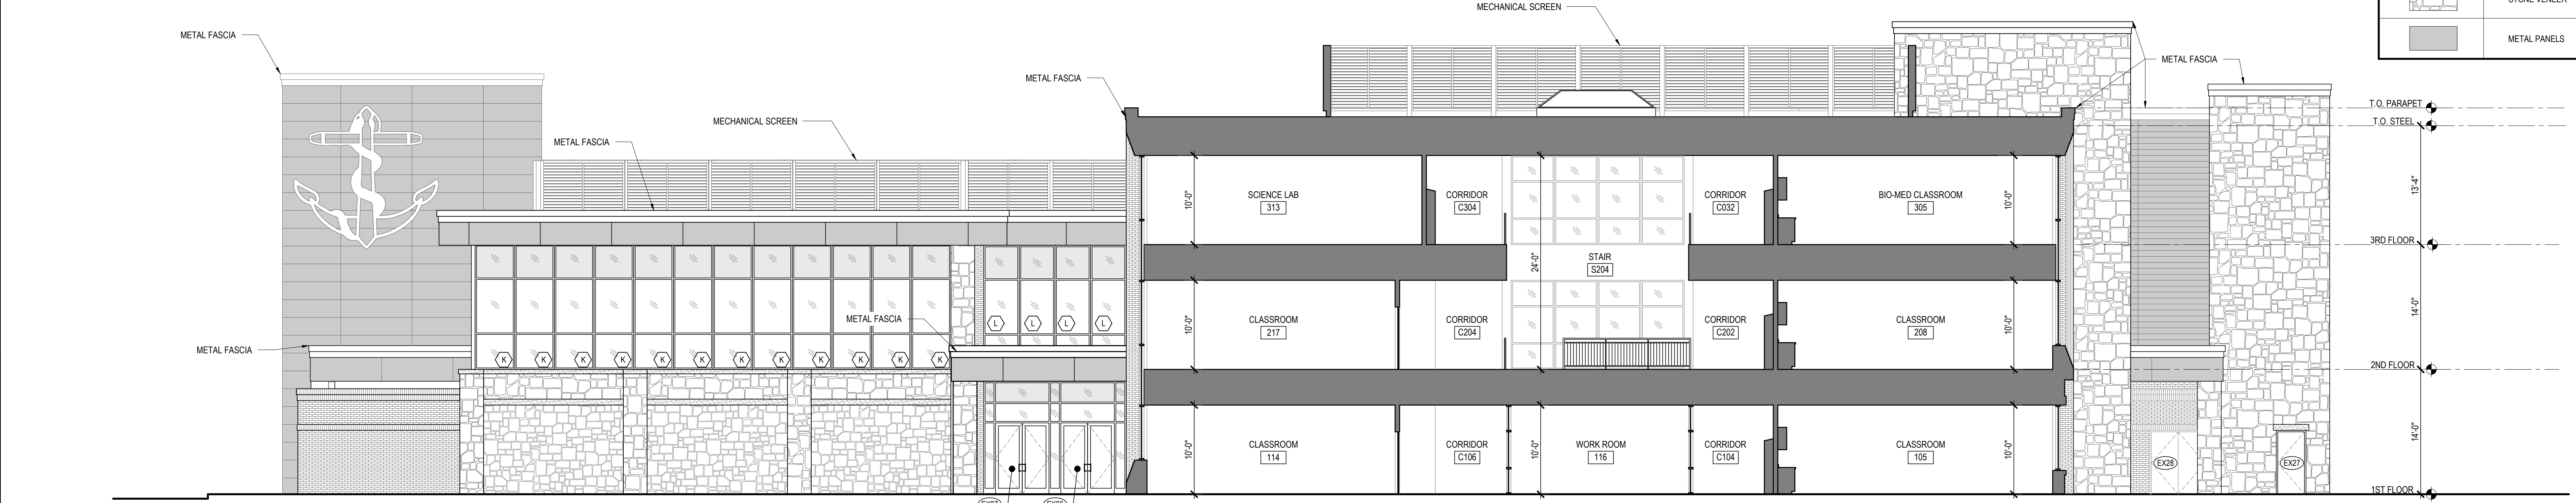 MECHANICAL SCREEN
METAL FASCIA
METAL PANELS
METAL FASCIA
METAL FASCIA
T.O. PARAPET
T.O. STEEL
MECHANICAL SCREEN
METAL FASCIA
10'-0"
SCIENCE LAB
313
CORRIDOR
C304
CORRIDOR
C032
BIO-MED CLASSROOM
305
10'-0"
13'-4"
3RD FLOOR
24'-0"
STAIR
S204
METAL FASCIA
L
L
L
L
10'-0"
CLASSROOM
217
CORRIDOR
C204
CORRIDOR
C202
CLASSROOM
208
10'-0"
14'-0"
METAL FASCIA
K
K
K
K
K
K
K
K
K
K
K
K
2ND FLOOR
10'-0"
CLASSROOM
114
CORRIDOR
C106
10'-0"
WORK ROOM
116
CORRIDOR
C104
CLASSROOM
105
10'-0"
14'-0"
EX28
EX27
1ST FLOOR